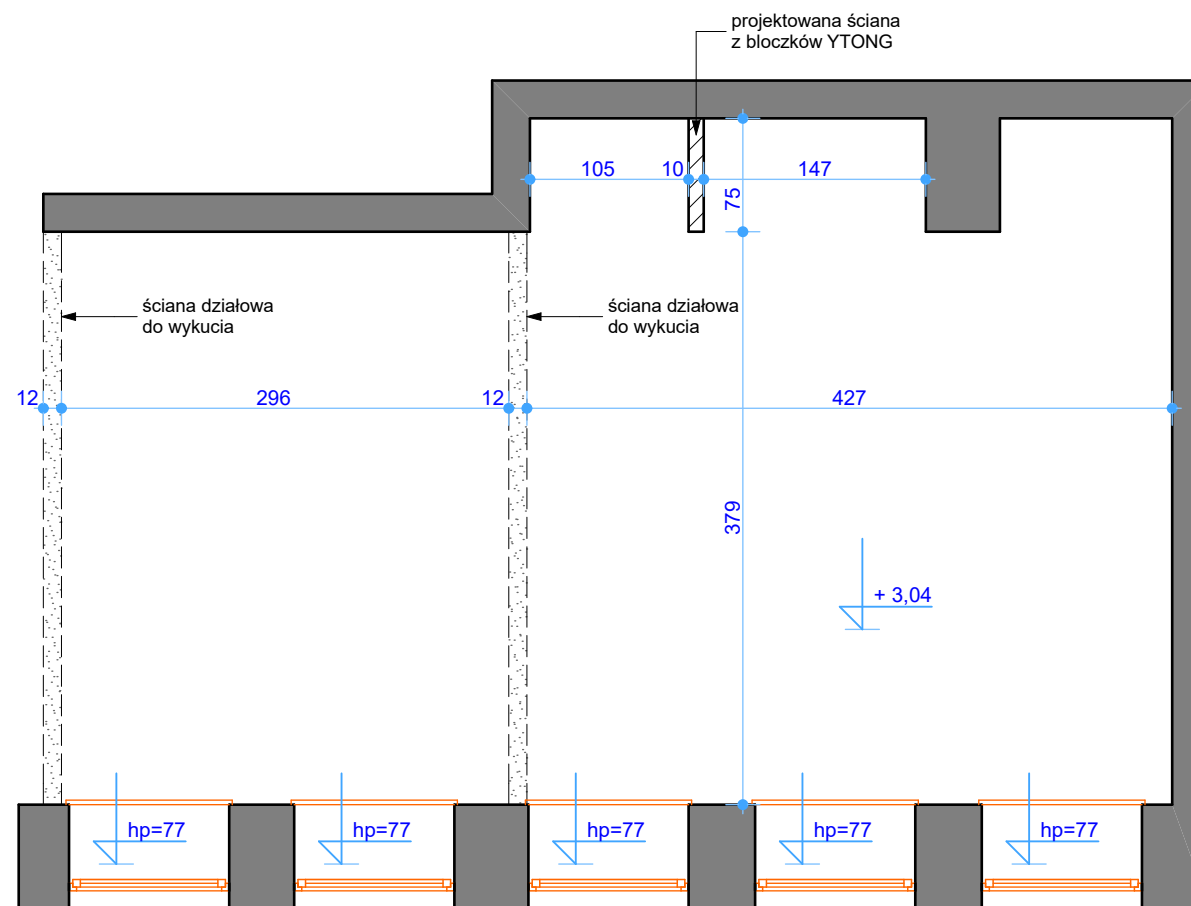 projektowana ściana
z bloczków YTONG
105
10
147
75
ściana działowa
do wykucia
ściana działowa
do wykucia
12
296
12
427
379
+ 3,04
hp=77
hp=77
hp=77
hp=77
hp=77